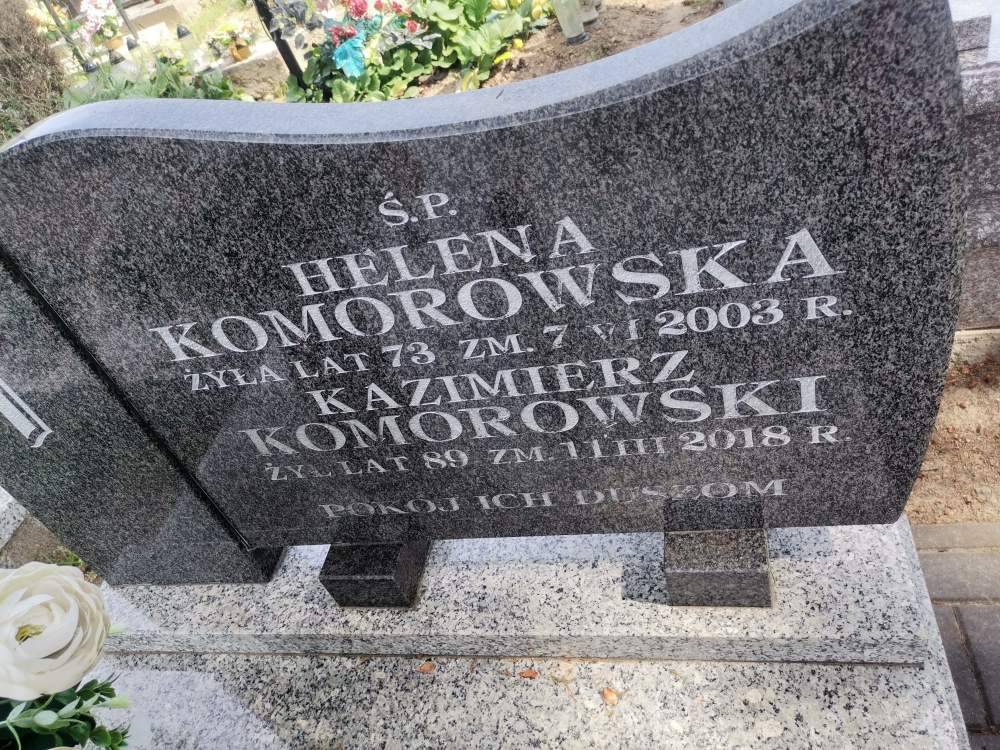 Ś.P.
HELENA
KOMOROWSKA
ŻYŁA LAT 73 ZM. 7 VI 2003 R.
KAZIMIERZ
KOMOROWSKI
ŻYŁ LAT 89 ZM. 11 III 2018 R.
POKÓJ ICH DUSZOM